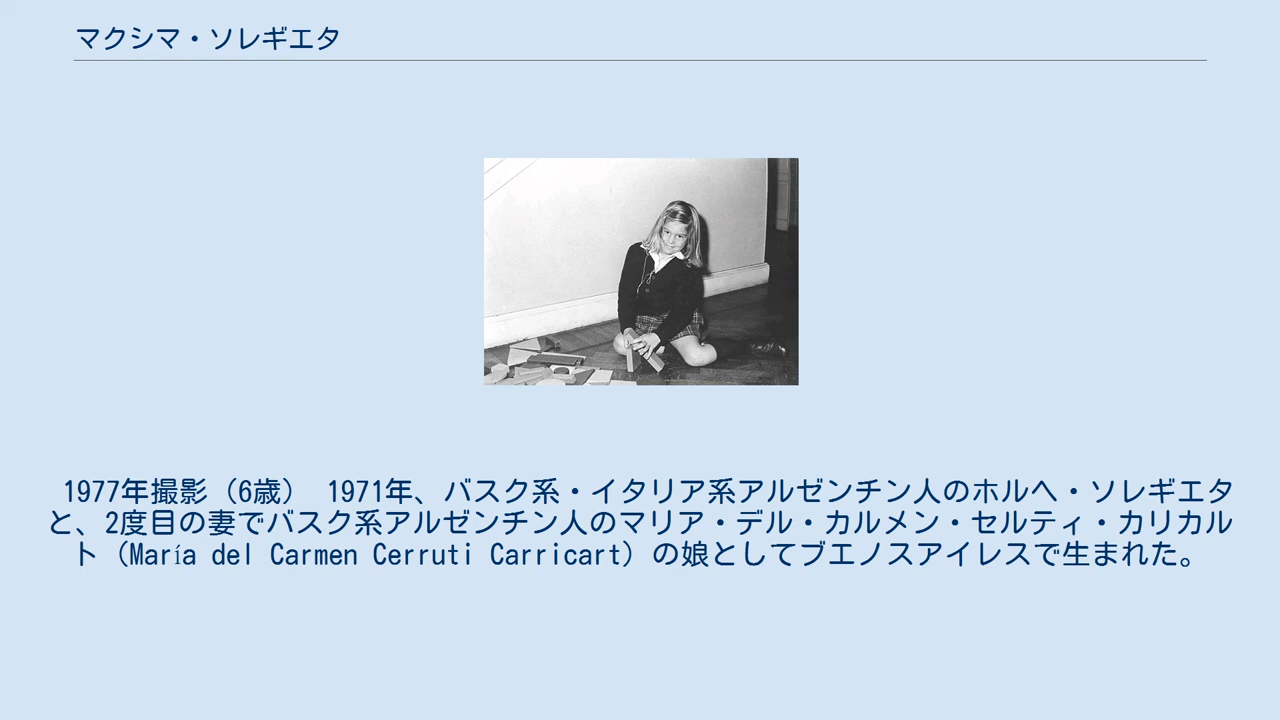 マクシマ・ソレギエタ
1977年撮影（6歳） 1971年、バスク系・イタリア系アルゼンチン人のホルヘ・ソレギエタ
と、2度目の妻でバスク系アルゼンチン人のマリア・デル・カルメン・セルティ・カリカル
ト（María del Carmen Cerruti Carricart）の娘としてブエノスアイレスで生まれた。